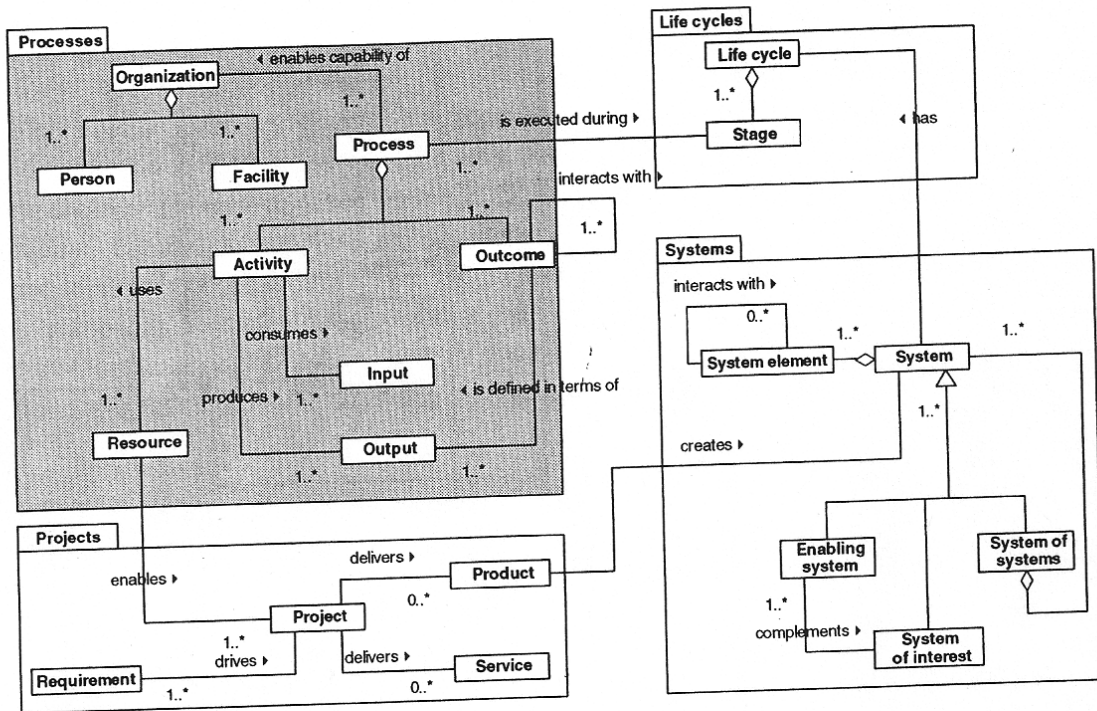 Processes
◂ enables capability of
Organization
1..*
1..*
1..*
Process
Person
Facility
1..*
1..*
1..*
Activity
Outcome
1..*
interacts with ▸
◂ uses
consumes ▸
Input
produces ▸
1..*
◂ is defined in terms of
1..*
Resource
Output
1..*
1..*
Life cycles
Life cycle
1..*
is executed during ▸
Stage
◂ has
Systems
interacts with ▸
0..*
System element
1..*
System
1..*
1..*
creates ▸
Enabling
system
System of
systems
1..*
complements ▸
System
of interest
Projects
enables ▸
delivers ▸
Product
0..*
Project
1..*
drives ▸
delivers ▸
Service
0..*
Requirement
1..*